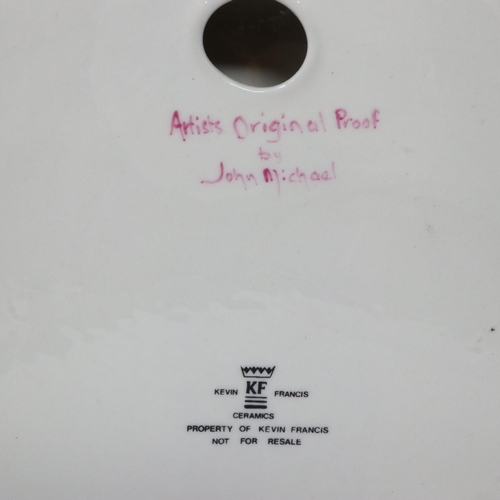 Artists Original Proof
by
John Michael
KEVIN KF FRANCIS
CERAMICS
PROPERTY OF KEVIN FRANCIS
NOT FOR RESALE